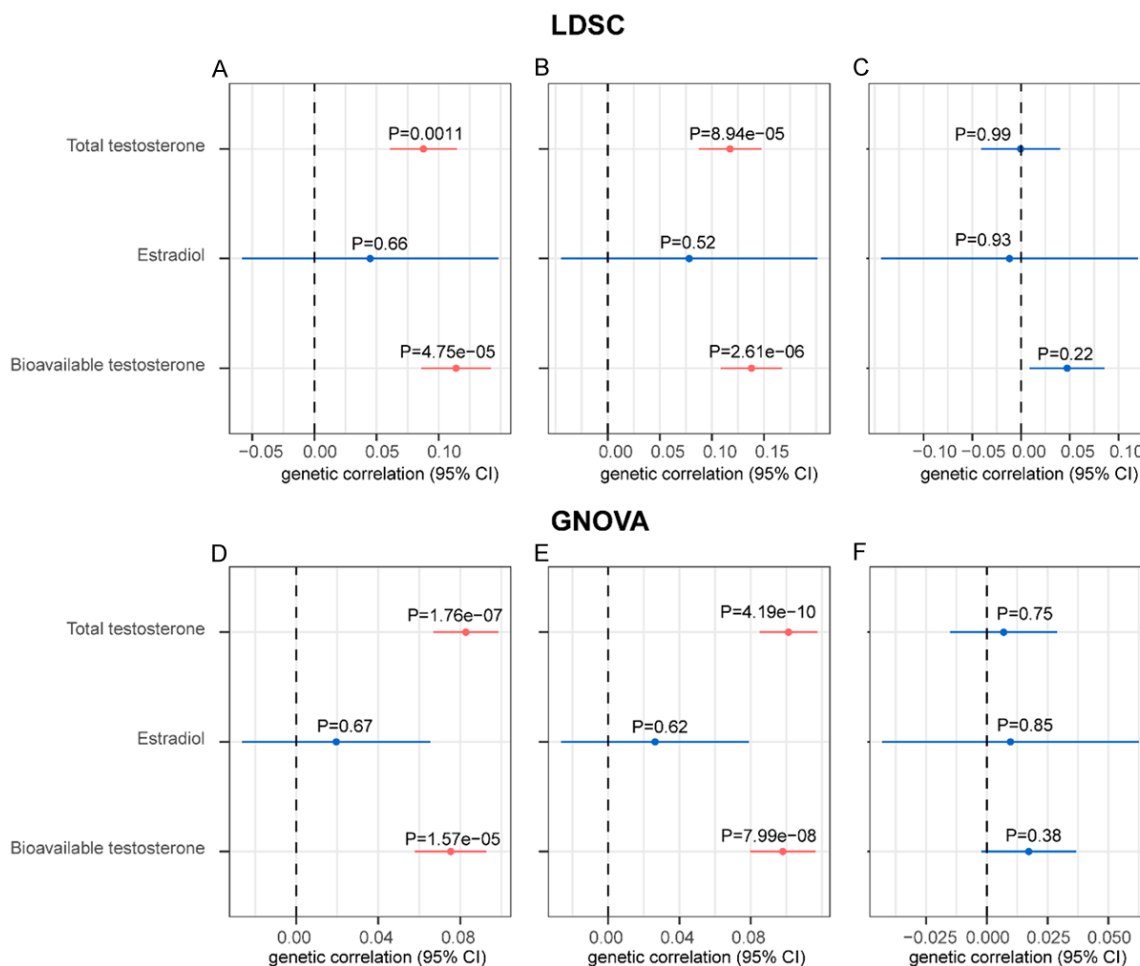 LDSC
A
B
C
Total testosterone
P=0.0011
P=8.94e−05
P=0.99
Estradiol
P=0.66
P=0.52
P=0.93
Bioavailable testosterone
P=4.75e−05
P=2.61e−06
P=0.22
−0.05 0.00 0.05 0.10
0.00 0.05 0.10 0.15
−0.10 −0.05 0.00 0.05 0.10
genetic correlation (95% CI)
genetic correlation (95% CI)
genetic correlation (95% CI)
GNOVA
D
E
F
Total testosterone
P=1.76e−07
P=4.19e−10
P=0.75
Estradiol
P=0.67
P=0.62
P=0.85
Bioavailable testosterone
P=1.57e−05
P=7.99e−08
P=0.38
0.00 0.04 0.08
0.00 0.04 0.08
−0.025 0.000 0.025 0.050
genetic correlation (95% CI)
genetic correlation (95% CI)
genetic correlation (95% CI)